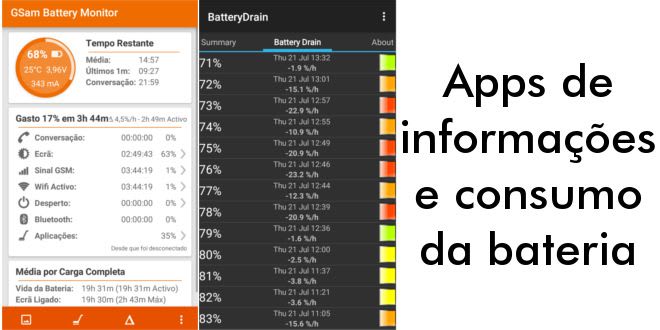 GSam Battery Monitor
68%
25°C 3,96V
343 mA
Tempo Restante
Média: 14:57
Últimos 1m: 09:27
Conversação: 21:59
Gasto 17% em 3h 44m Δ 4,5%/h - 2h 49m Activo
Conversação: 00:00:00 0%
Ecrã: 02:49:43 63%
Sinal GSM: 03:44:19 1%
Wifi Activo: 03:44:19 1%
Desperto: 00:00:00 0%
Bluetooth: 00:00:00 0%
Aplicações: 35%
Desde que foi desconectado
Média por Carga Completa
Vida da Bateria: 19h 31m (19h 31m Activo)
Ecrã Ligado: 19h 30m (2h 43m Máx)
BatteryDrain
Summary Battery Drain About
71% Thu 21 Jul 13:32
-1.9 %/h
72% Thu 21 Jul 13:01
-15.1 %/h
73% Thu 21 Jul 12:57
-22.9 %/h
74% Thu 21 Jul 12:55
-10.9 %/h
75% Thu 21 Jul 12:49
-20.9 %/h
76% Thu 21 Jul 12:46
-23.2 %/h
77% Thu 21 Jul 12:44
-12.3 %/h
78% Thu 21 Jul 12:39
-20.9 %/h
79% Thu 21 Jul 12:36
-1.6 %/h
80% Thu 21 Jul 12:00
-2.5 %/h
81% Thu 21 Jul 11:37
-3.8 %/h
82% Thu 21 Jul 11:21
-3.6 %/h
83% Thu 21 Jul 11:05
-15.6 %/h
Apps de
informações
e consumo
da bateria